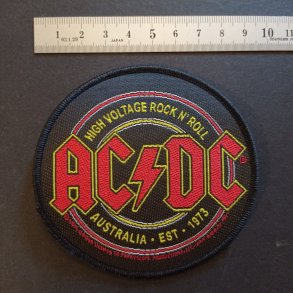 1 2 3 4 5 6 7 8 9 10 11
JAPAN
HIGH VOLTAGE ROCK N' ROLL
AC DC
AUSTRALIA • EST • 1973